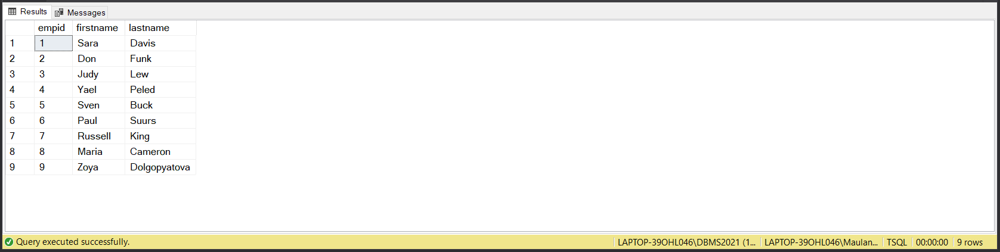 Results Messages
empid firstname lastname
1 1 Sara Davis
2 2 Don Funk
3 3 Judy Lew
4 4 Yael Peled
5 5 Sven Buck
6 6 Paul Suurs
7 7 Russell King
8 8 Maria Cameron
9 9 Zoya Dolgopyatova
Query executed successfully. LAPTOP-39OHL046\DBMS2021 (1... LAPTOP-39OHL046\Maulan... TSQL 00:00:00 9 rows